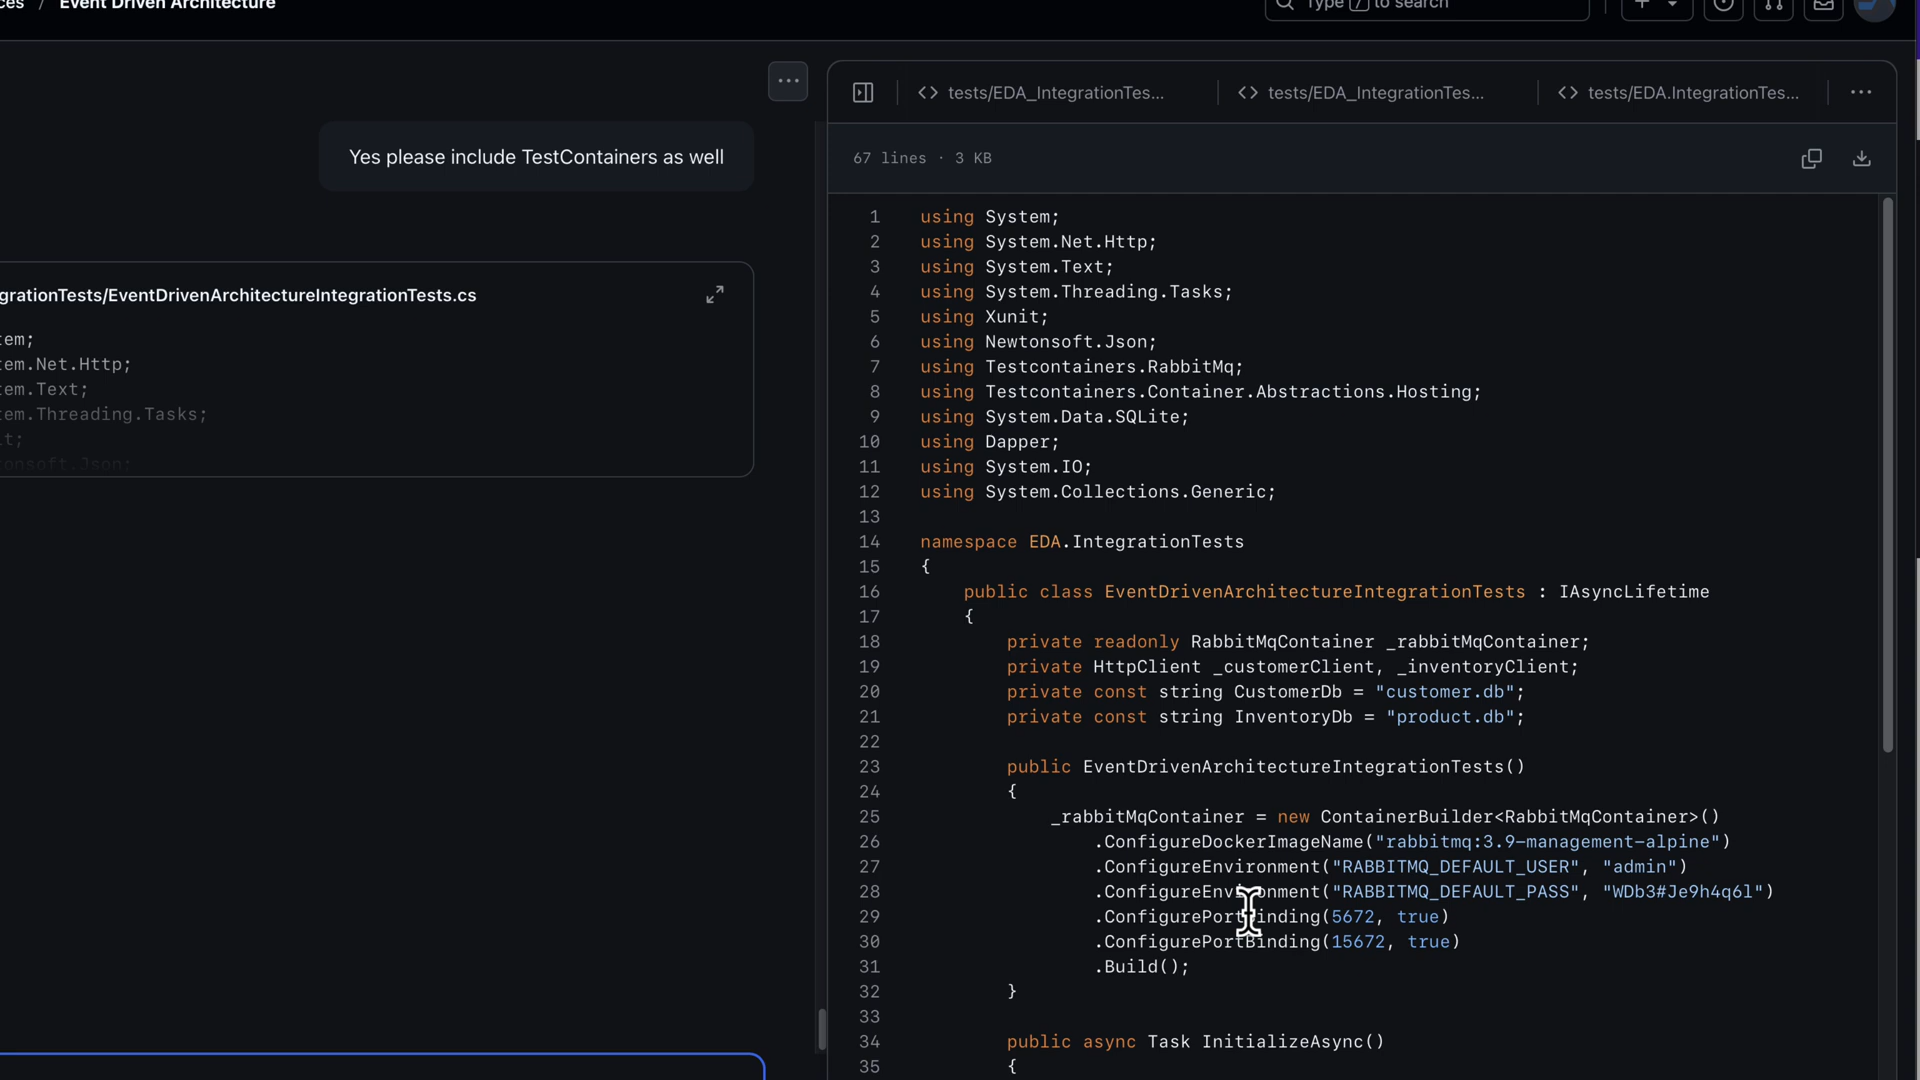 ces / Event Driven Architecture
Type / to search
Yes please include TestContainers as well
grationTests/EventDrivenArchitectureIntegrationTests.cs
tem;
tem.Net.Http;
tem.Text;
tem.Threading.Tasks;
it;
tonsoft.Json;
tests/EDA_IntegrationTes...
tests/EDA_IntegrationTes...
tests/EDA.IntegrationTes...
67 lines · 3 KB
1 using System;
2 using System.Net.Http;
3 using System.Text;
4 using System.Threading.Tasks;
5 using Xunit;
6 using Newtonsoft.Json;
7 using Testcontainers.RabbitMq;
8 using Testcontainers.Container.Abstractions.Hosting;
9 using System.Data.SQLite;
10 using Dapper;
11 using System.IO;
12 using System.Collections.Generic;
13
14 namespace EDA.IntegrationTests
15 {
16 public class EventDrivenArchitectureIntegrationTests : IAsyncLifetime
17 {
18 private readonly RabbitMqContainer _rabbitMqContainer;
19 private HttpClient _customerClient, _inventoryClient;
20 private const string CustomerDb = "customer.db";
21 private const string InventoryDb = "product.db";
22
23 public EventDrivenArchitectureIntegrationTests()
24 {
25 _rabbitMqContainer = new ContainerBuilder<RabbitMqContainer>()
26 .ConfigureDockerImageName("rabbitmq:3.9-management-alpine")
27 .ConfigureEnvironment("RABBITMQ_DEFAULT_USER", "admin")
28 .ConfigureEnvironment("RABBITMQ_DEFAULT_PASS", "WDb3#Je9h4q6l")
29 .ConfigurePortBinding(5672, true)
30 .ConfigurePortBinding(15672, true)
31 .Build();
32 }
33
34 public async Task InitializeAsync()
35 {